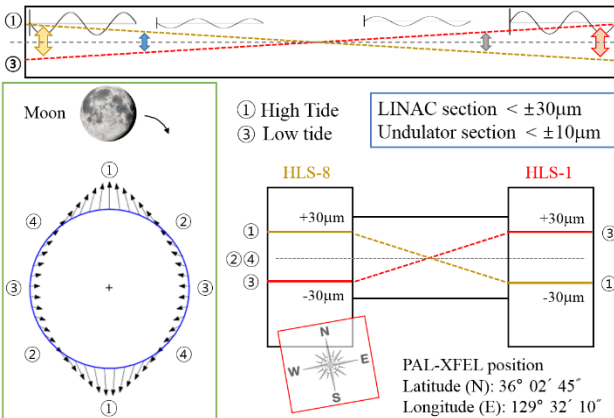 ①
③
Moon
①
④
②
③
③
②
④
①
① High Tide
③ Low tide
LINAC section < ±30μm
Undulator section < ±10μm
HLS-8
HLS-1
①
+30μm
+30μm
③
②④
③
-30μm
-30μm
①
N
W
E
S
PAL-XFEL position
Latitude (N): 36° 02´ 45˝
Longitude (E): 129° 32´ 10˝